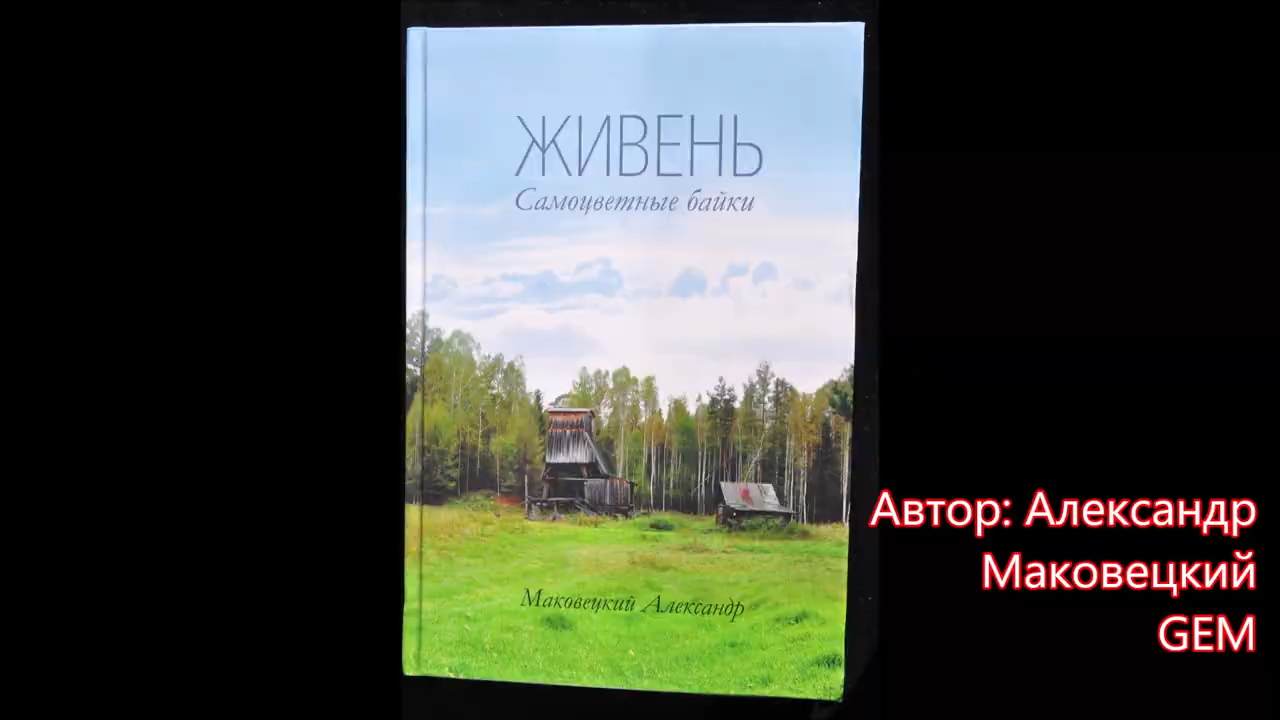 ЖИВЕНЬ
Самоцветные байки
Маковецкий Александр
Автор: Александр
Маковецкий
GEM